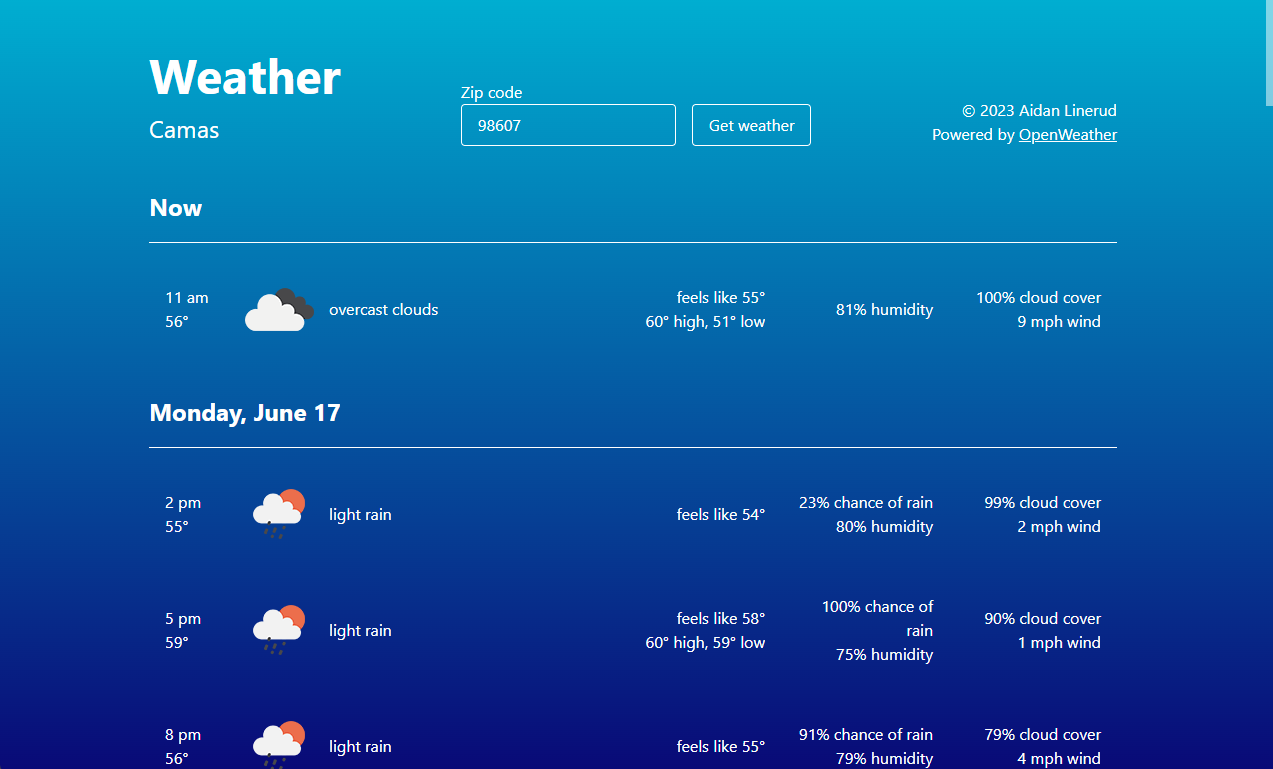 Weather
Camas
Zip code
98607
Get weather
© 2023 Aidan Linerud
Powered by OpenWeather
Now
11 am
56°
overcast clouds
feels like 55°
60° high, 51° low
81% humidity
100% cloud cover
9 mph wind
Monday, June 17
2 pm
55°
light rain
feels like 54°
23% chance of rain
80% humidity
99% cloud cover
2 mph wind
5 pm
59°
light rain
feels like 58°
60° high, 59° low
100% chance of
rain
75% humidity
90% cloud cover
1 mph wind
8 pm
56°
light rain
feels like 55°
91% chance of rain
79% humidity
79% cloud cover
4 mph wind